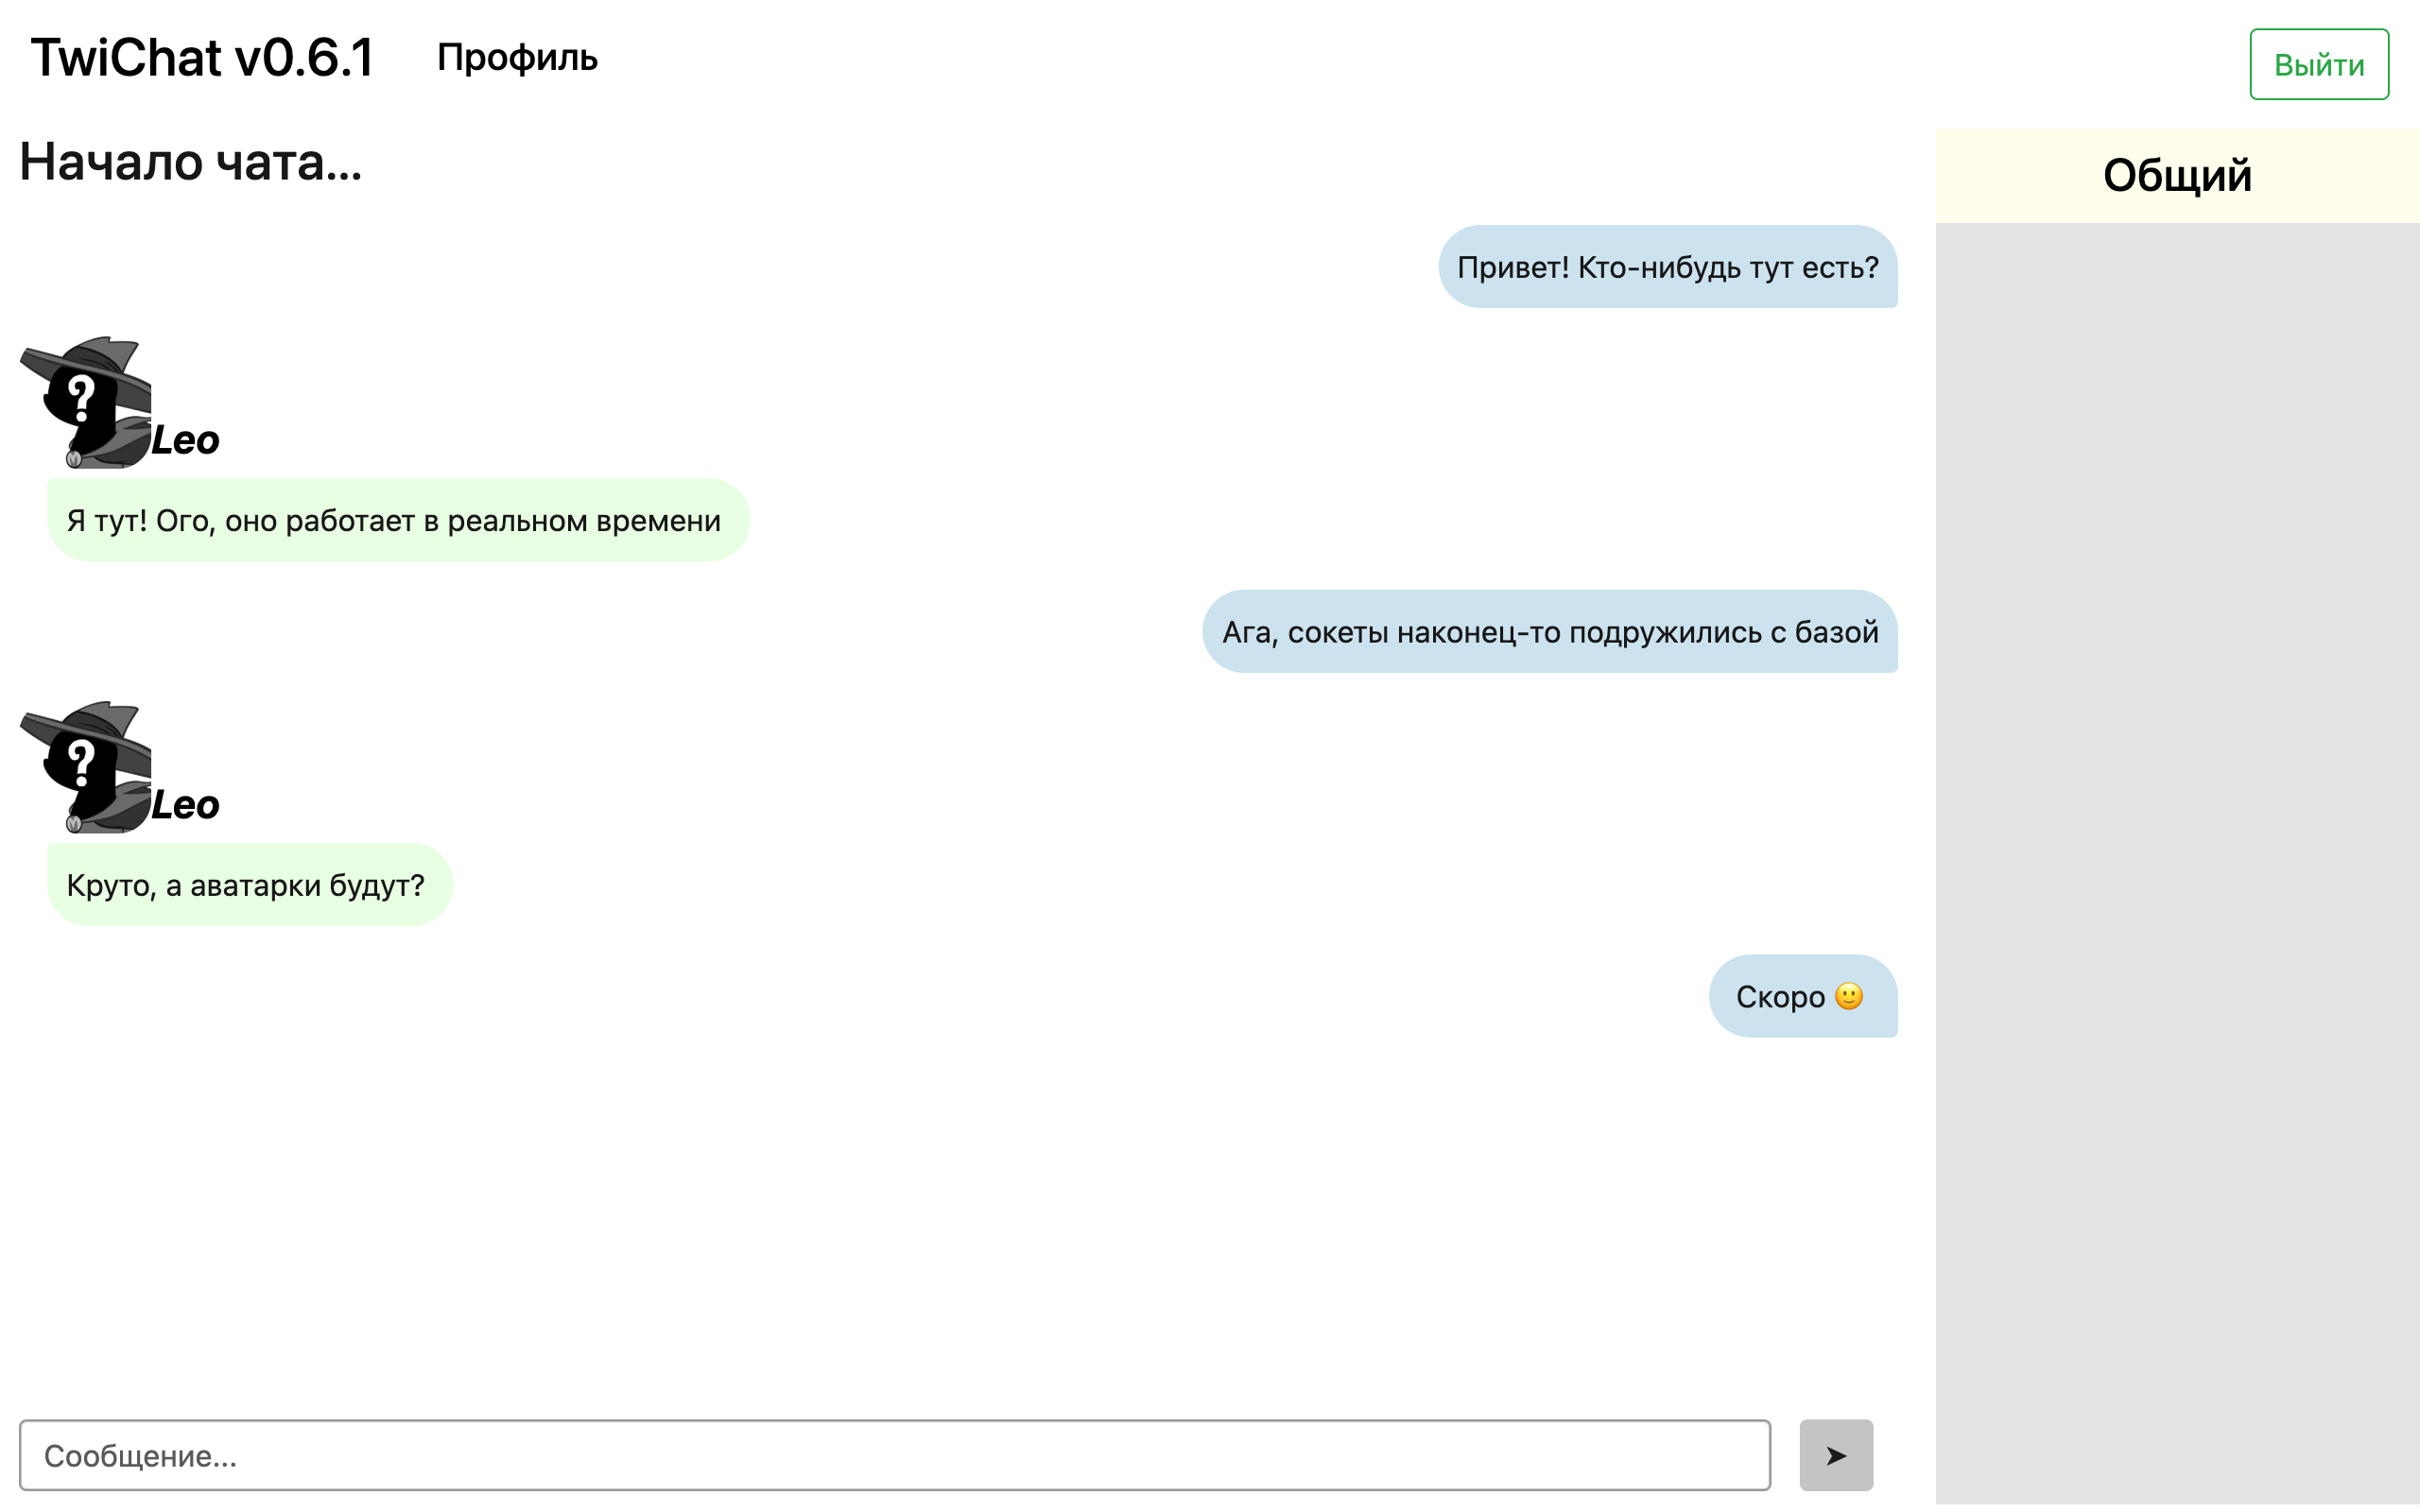 TwiChat v0.6.1
Профиль
Выйти
Начало чата...
Общий
Привет! Кто-нибудь тут есть?
?
Leo
Я тут! Ого, оно работает в реальном времени
Ага, сокеты наконец-то подружились с базой
?
Leo
Круто, а аватарки будут?
Скоро 🙂
Сообщение...
➤